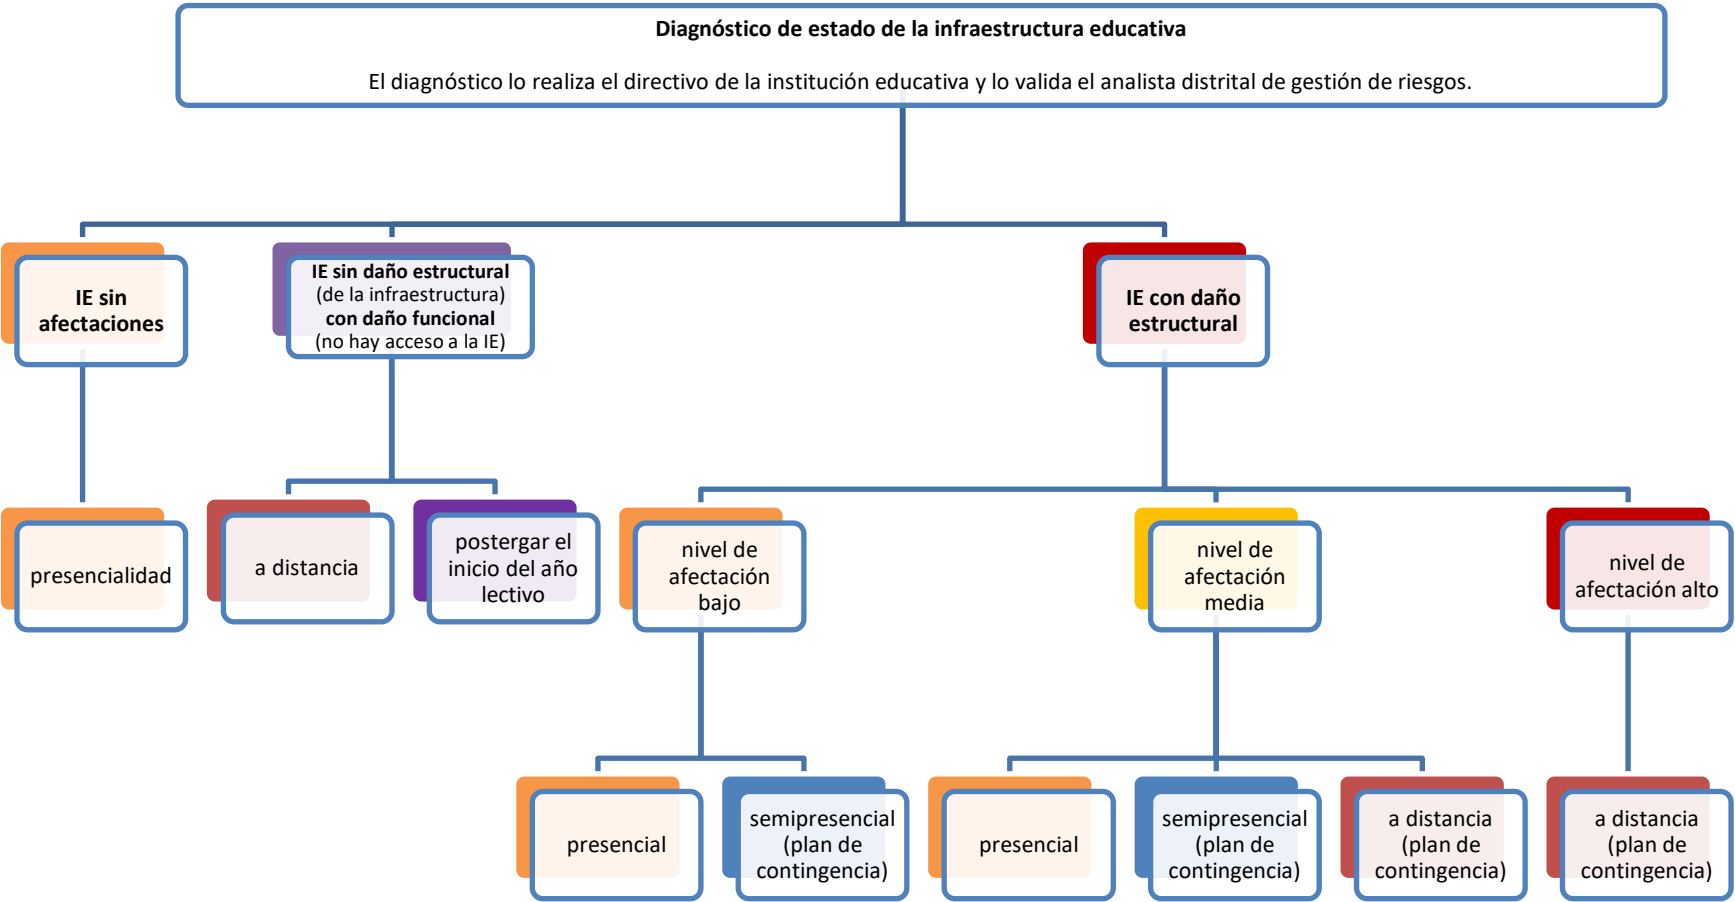 Diagnóstico de estado de la infraestructura educativa
El diagnóstico lo realiza el directivo de la institución educativa y lo valida el analista distrital de gestión de riesgos.
IE sin
afectaciones
IE sin daño estructural
(de la infraestructura)
con daño funcional
(no hay acceso a la IE)
IE con daño
estructural
presencialidad
a distancia
postergar el
inicio del año
lectivo
nivel de
afectación
bajo
nivel de
afectación
media
nivel de
afectación alto
presencial
semipresencial
(plan de
contingencia)
presencial
semipresencial
(plan de
contingencia)
a distancia
(plan de
contingencia)
a distancia
(plan de
contingencia)